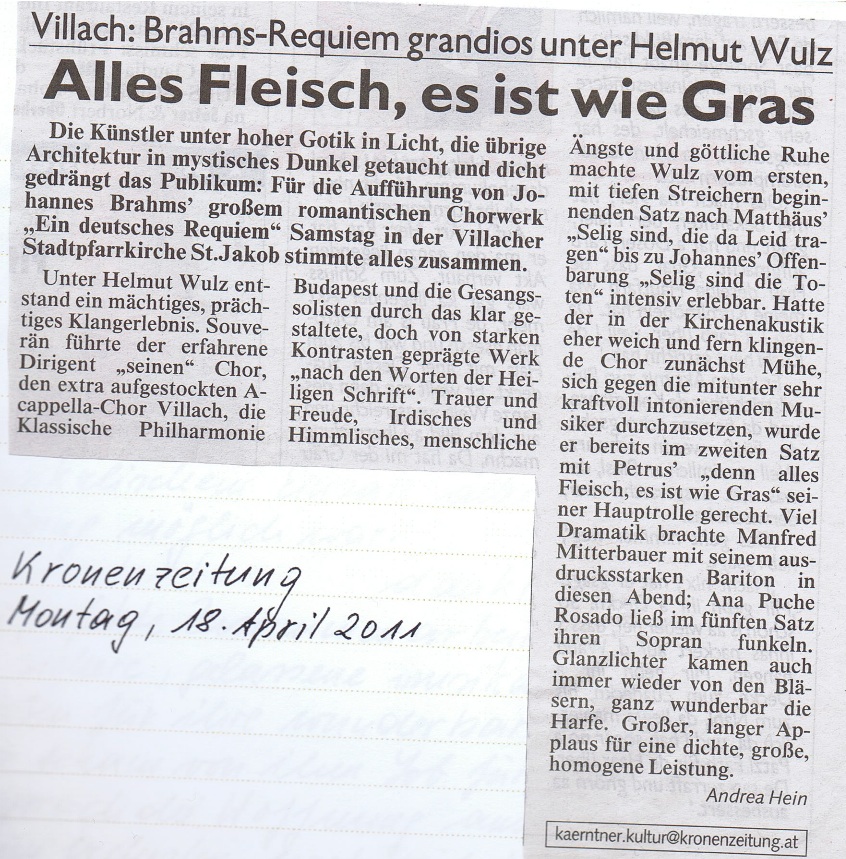 Villach: Brahms-Requiem grandios unter Helmut Wulz
Alles Fleisch, es ist wie Gras
Die Künstler unter hoher Gotik in Licht, die übrige
Architektur in mystisches Dunkel getaucht und dicht
gedrängt das Publikum: Für die Aufführung von Jo-
hannes Brahms’ großem romantischen Chorwerk
„Ein deutsches Requiem“ Samstag in der Villacher
Stadtpfarrkirche St.Jakob stimmte alles zusammen.
Unter Helmut Wulz ent-
stand ein mächtiges, präch-
tiges Klangerlebnis. Souve-
rän führte der erfahrene
Dirigent „seinen“ Chor,
den extra aufgestockten A-
cappella-Chor Villach, die
Klassische Philharmonie
Budapest und die Gesangs-
solisten durch das klar ge-
staltete, doch von starken
Kontrasten geprägte Werk
„nach den Worten der Hei-
ligen Schrift“. Trauer und
Freude, Irdisches und
Himmlisches, menschliche
Ängste und göttliche Ruhe
machte Wulz vom ersten,
mit tiefen Streichern begin-
nenden Satz nach Matthäus’
„Selig sind, die da Leid tra-
gen“ bis zu Johannes’ Offen-
barung „Selig sind die To-
ten“ intensiv erlebbar. Hatte
der in der Kirchenakustik
eher weich und fern klingen-
de Chor zunächst Mühe,
sich gegen die mitunter sehr
kraftvoll intonierenden Mu-
siker durchzusetzen, wurde
er bereits im zweiten Satz
mit Petrus’ „denn alles
Fleisch, es ist wie Gras“ sei-
ner Hauptrolle gerecht. Viel
Dramatik brachte Manfred
Mitterbauer mit seinem aus-
drucksstarken Bariton in
diesen Abend; Ana Puche
Rosado ließ im fünften Satz
ihren Sopran funkeln.
Glanzlichter kamen auch
immer wieder von den Blä-
sern, ganz wunderbar die
Harfe. Großer, langer Ap-
plaus für eine dichte, große,
homogene Leistung.
Andrea Hein
kaerntner.kultur@kronenzeitung.at
Kronenzeitung
Montag, 18. April 2011